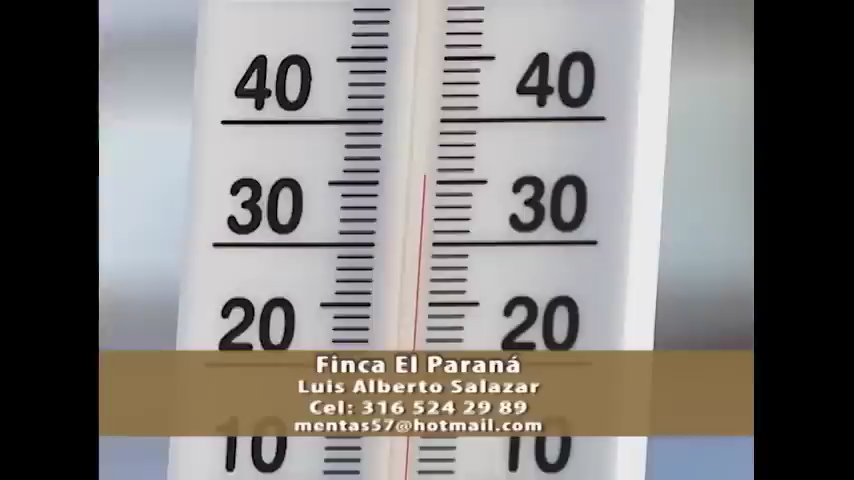 40 40
30 30
20 20
Finca El Paraná
Luis Alberto Salazar
Cel: 316 524 29 89
mentas57@hotmail.com
10 10